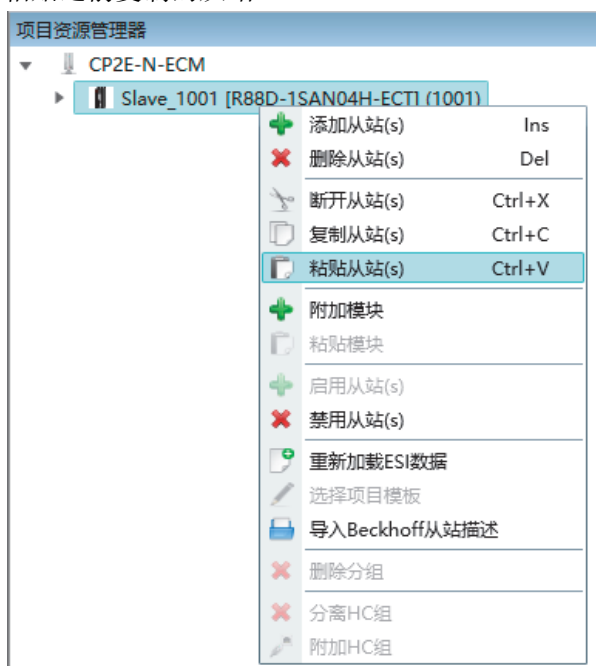 项目资源管理器
CP2E-N-ECM
Slave_1001 [R88D-1SAN04H-ECT] (1001)
添加从站(s) Ins
删除从站(s) Del
断开从站(s) Ctrl+X
复制从站(s) Ctrl+C
粘贴从站(s) Ctrl+V
附加模块
粘贴模块
启用从站(s)
禁用从站(s)
重新加载ESI数据
选择项目模板
导入Beckhoff从站描述
删除分组
分离HC组
附加HC组